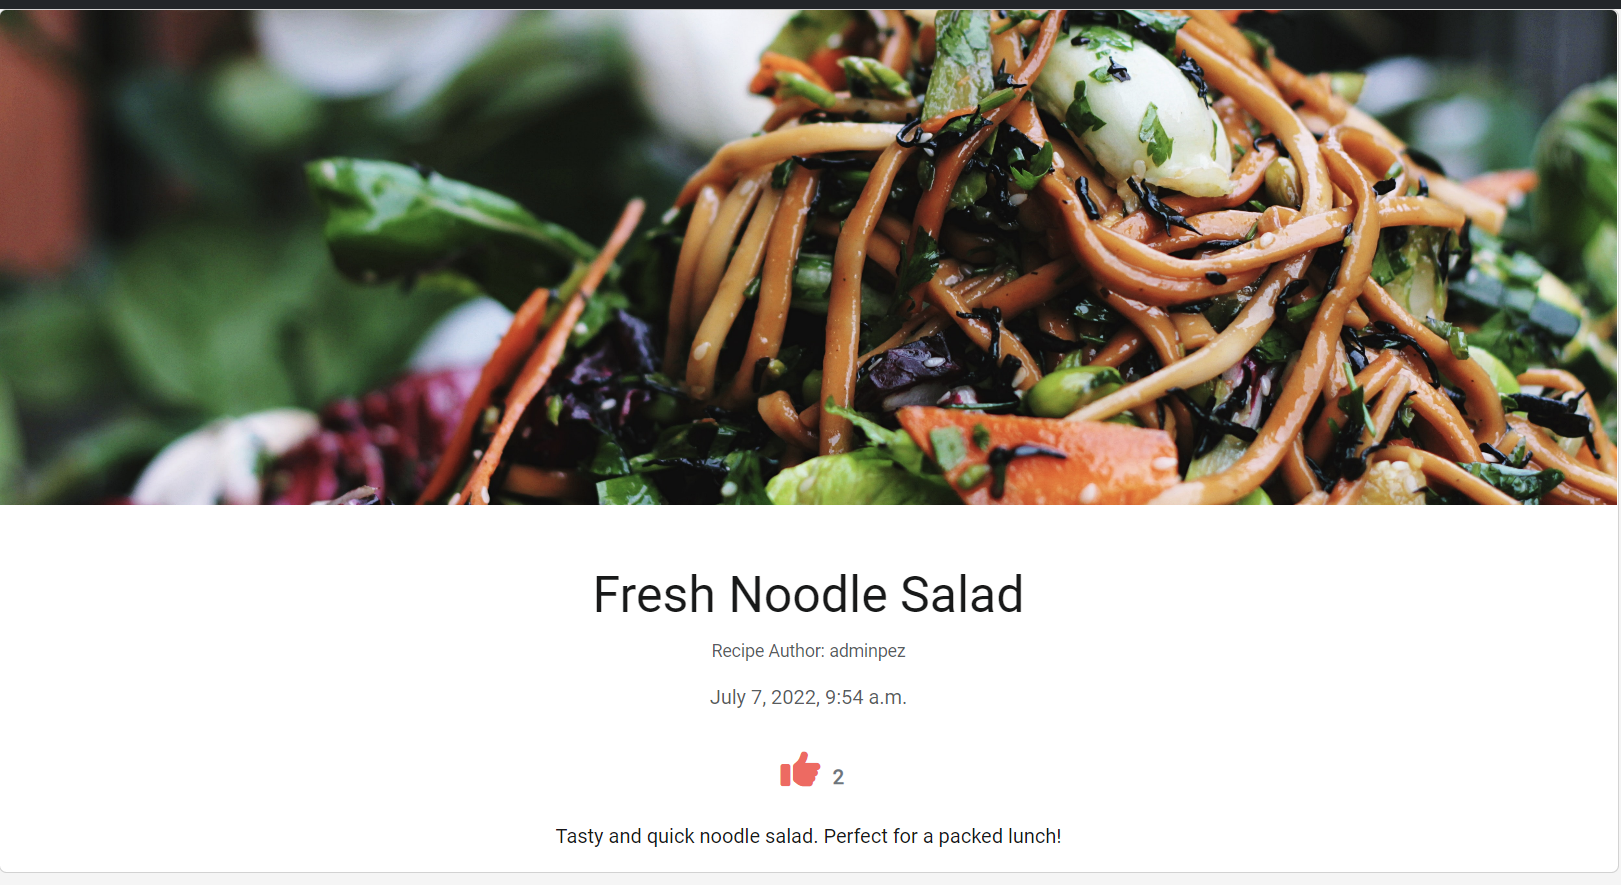 Fresh Noodle Salad
Recipe Author: adminpez
July 7, 2022, 9:54 a.m.
2
Tasty and quick noodle salad. Perfect for a packed lunch!